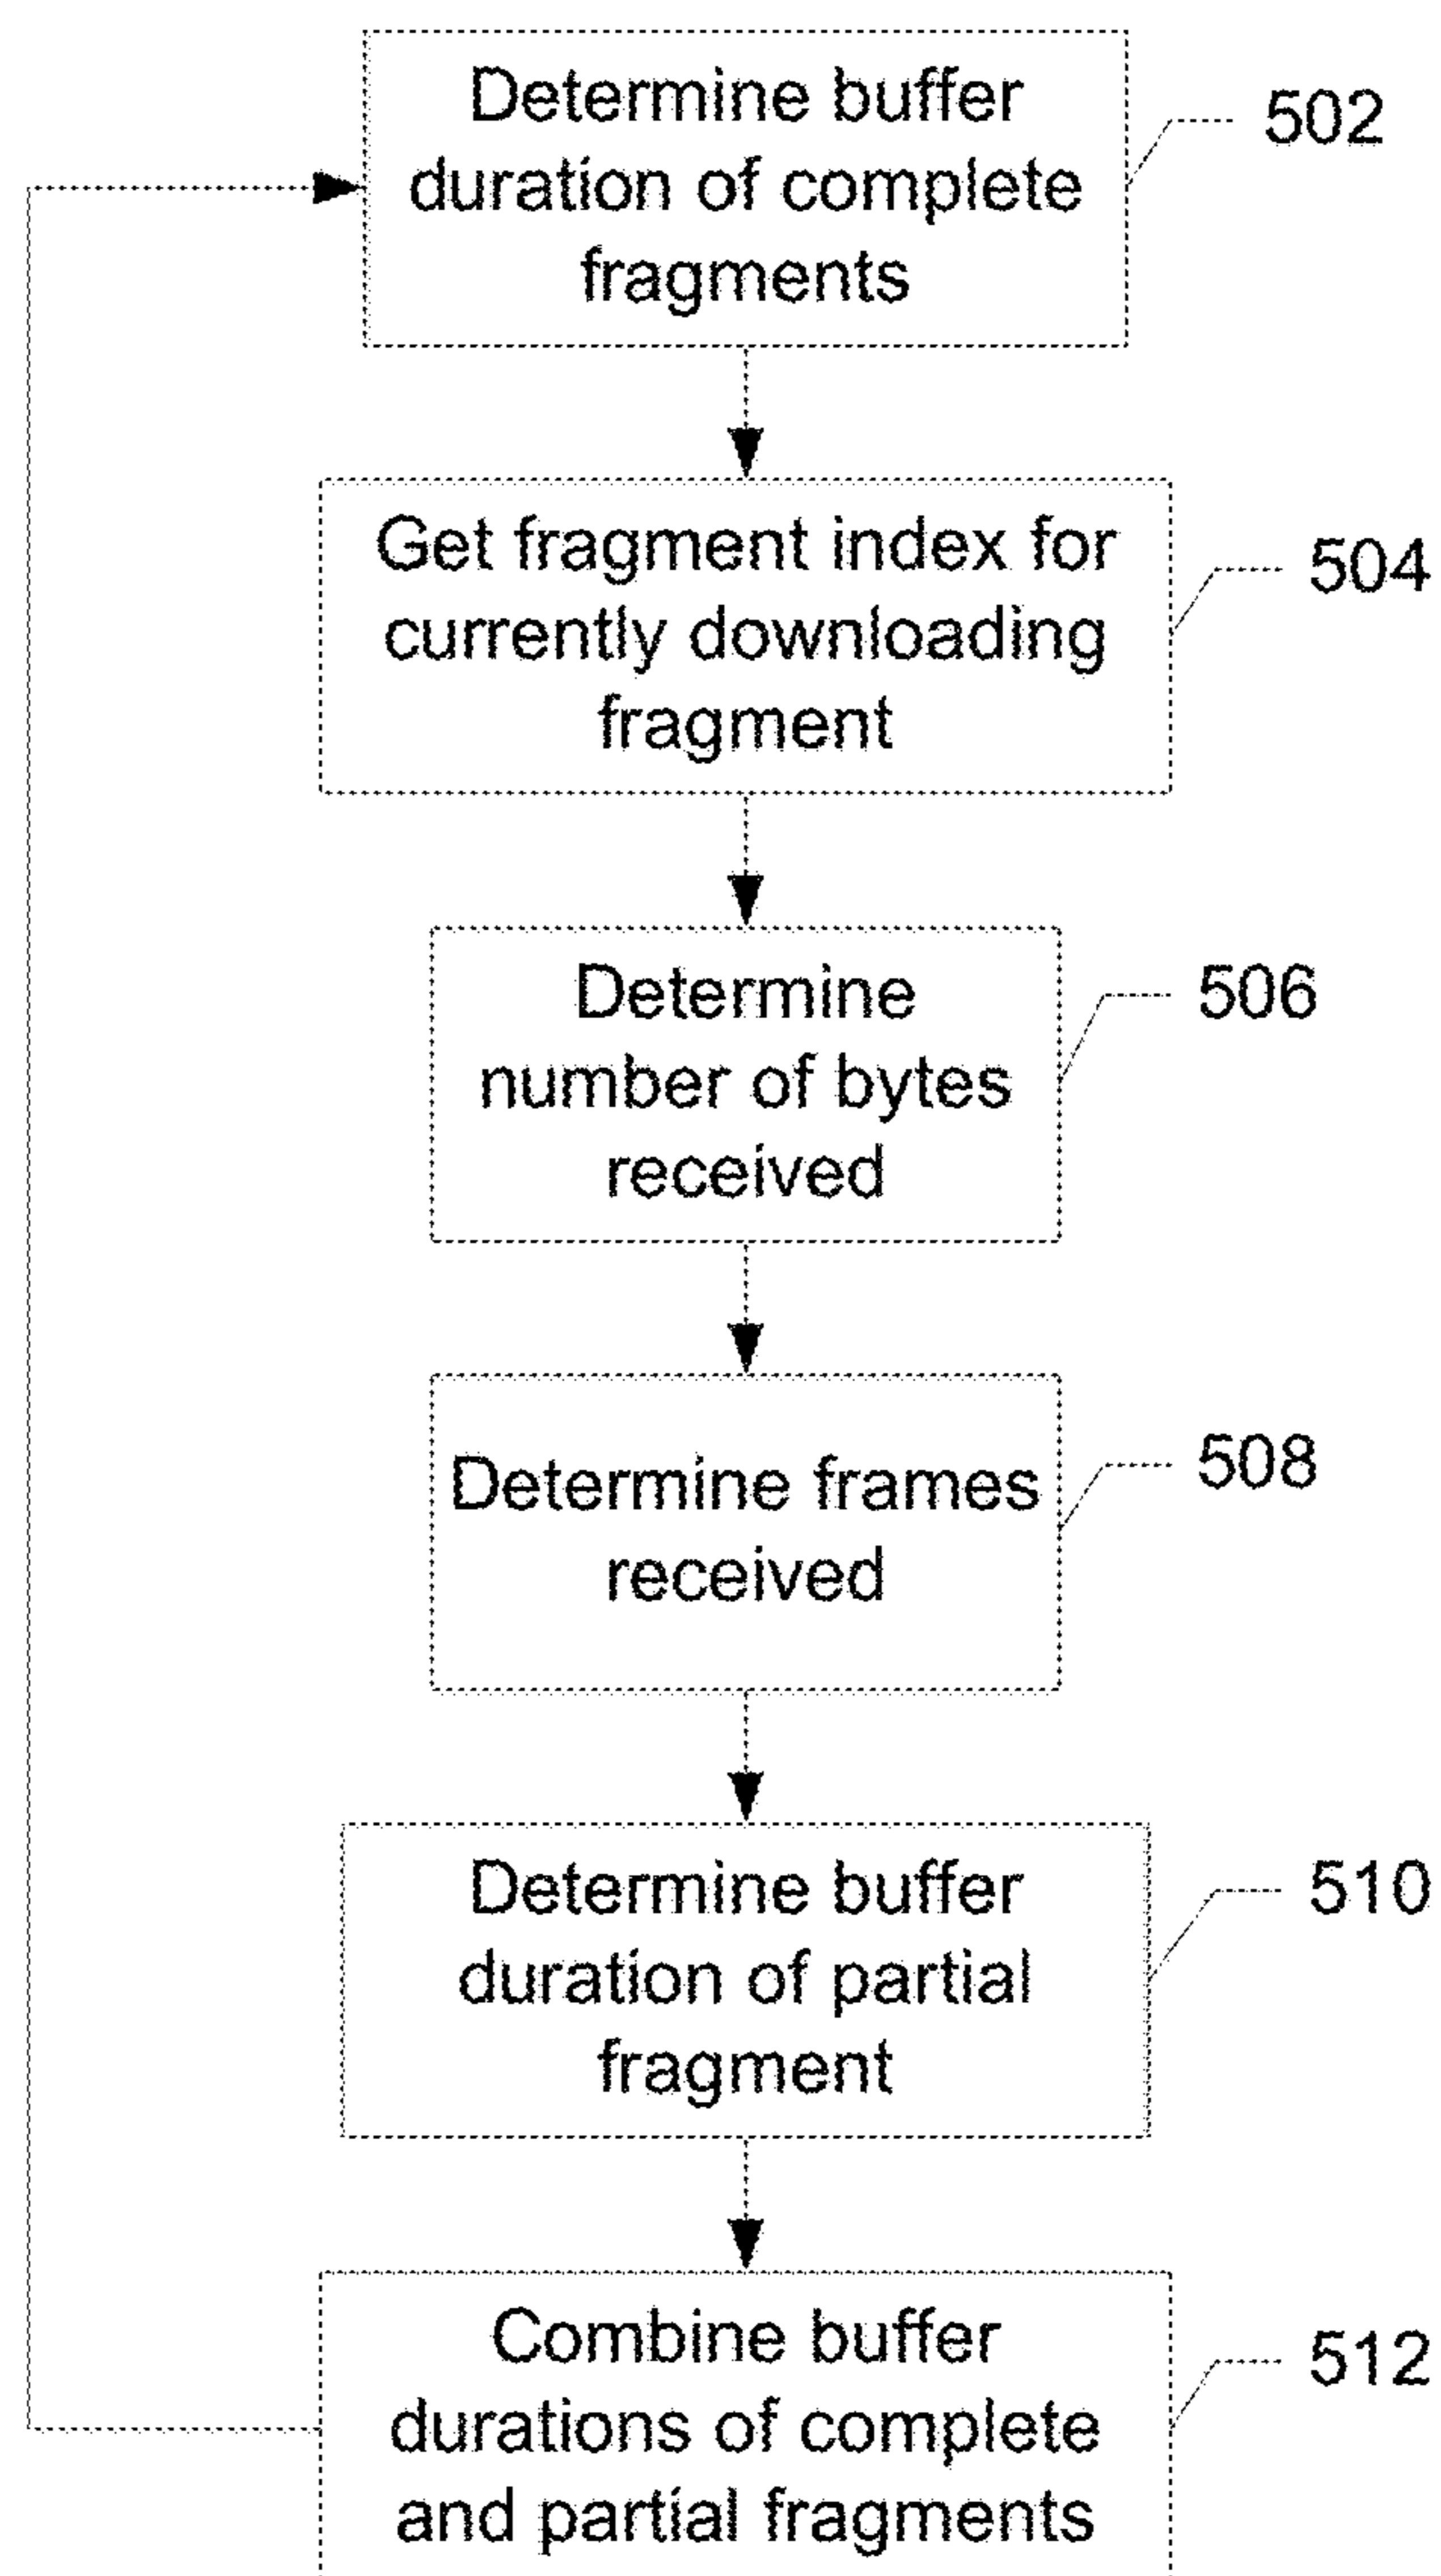 Determine buffer
duration of complete
fragments
502
Get fragment index for
currently downloading
fragment
504
Determine
number of bytes
received
506
Determine frames
received
508
Determine buffer
duration of partial
fragment
510
Combine buffer
durations of complete
and partial fragments
512